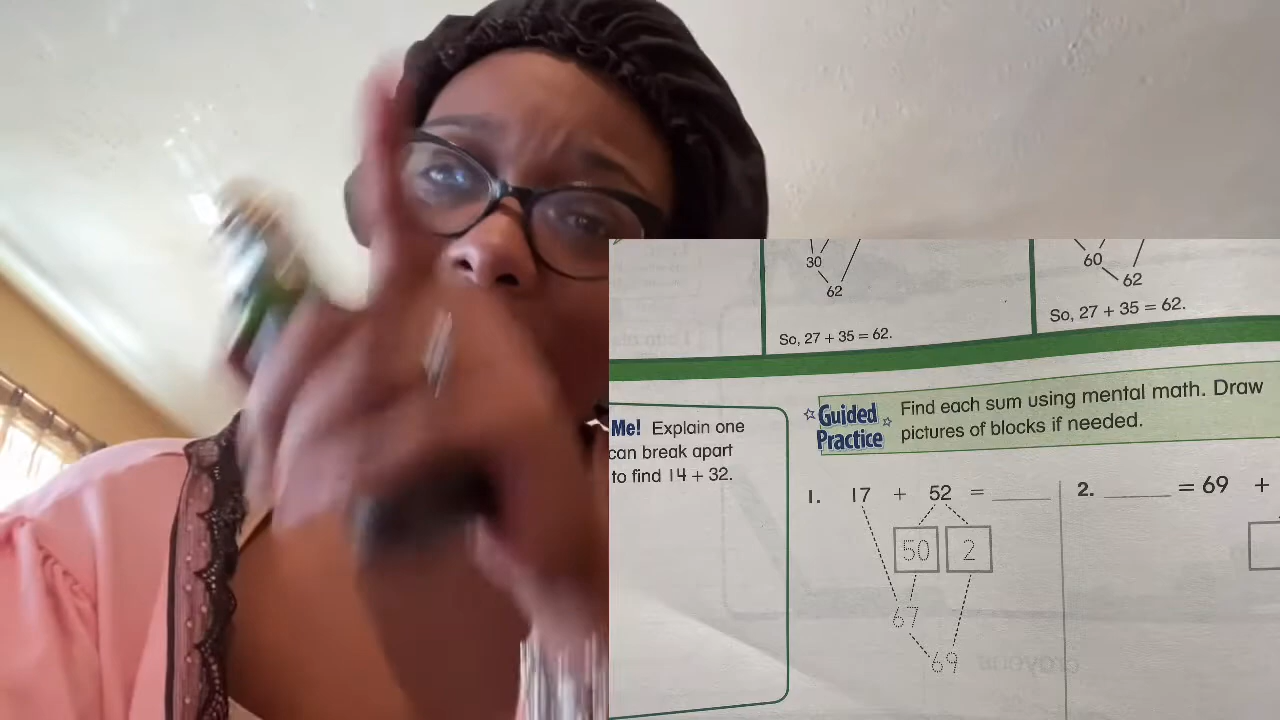 30
62
So, 27 + 35 = 62.
60
62
So, 27 + 35 = 62.
Me! Explain one
can break apart
to find 14 + 32.
☆ Guided ☆
Practice
Find each sum using mental math. Draw
pictures of blocks if needed.
1. 17 + 52 = ______
50 2
67
69
2. ______ = 69 +